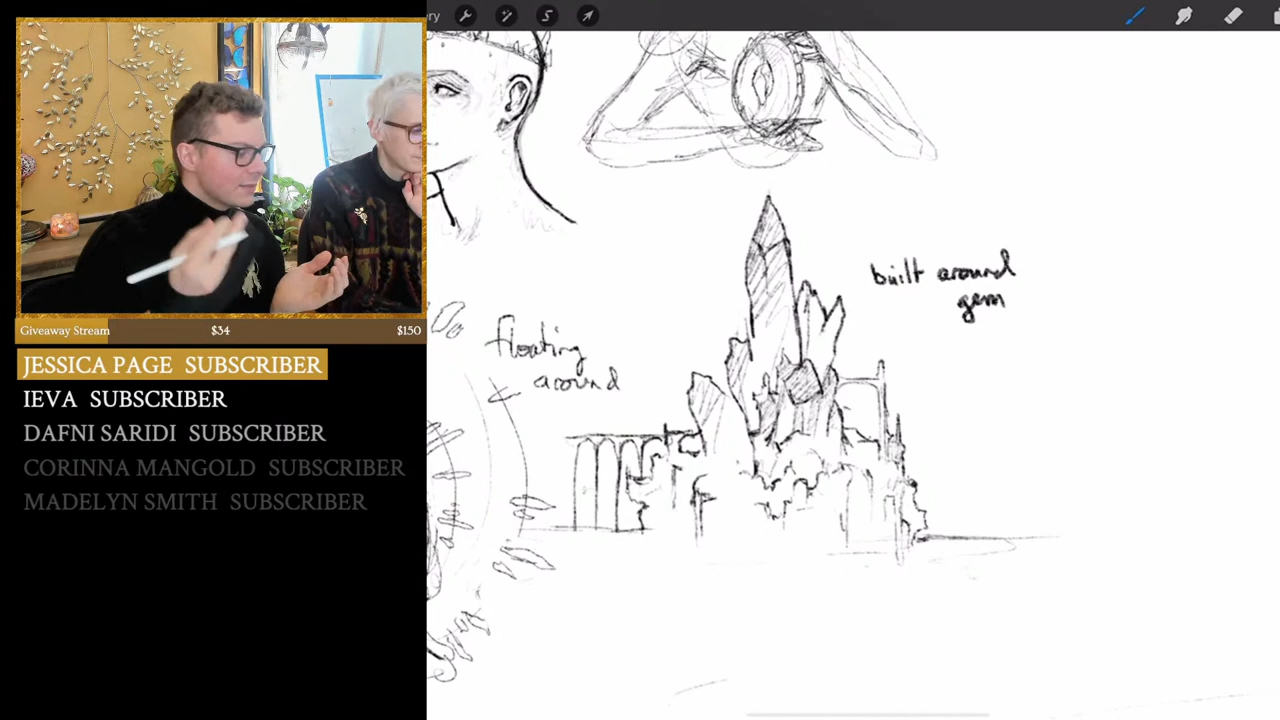 ry
Giveaway Stream $34 $150
JESSICA PAGE SUBSCRIBER
IEVA SUBSCRIBER
DAFNI SARIDI SUBSCRIBER
CORINNA MANGOLD SUBSCRIBER
MADELYN SMITH SUBSCRIBER
floating
around
built around
gem